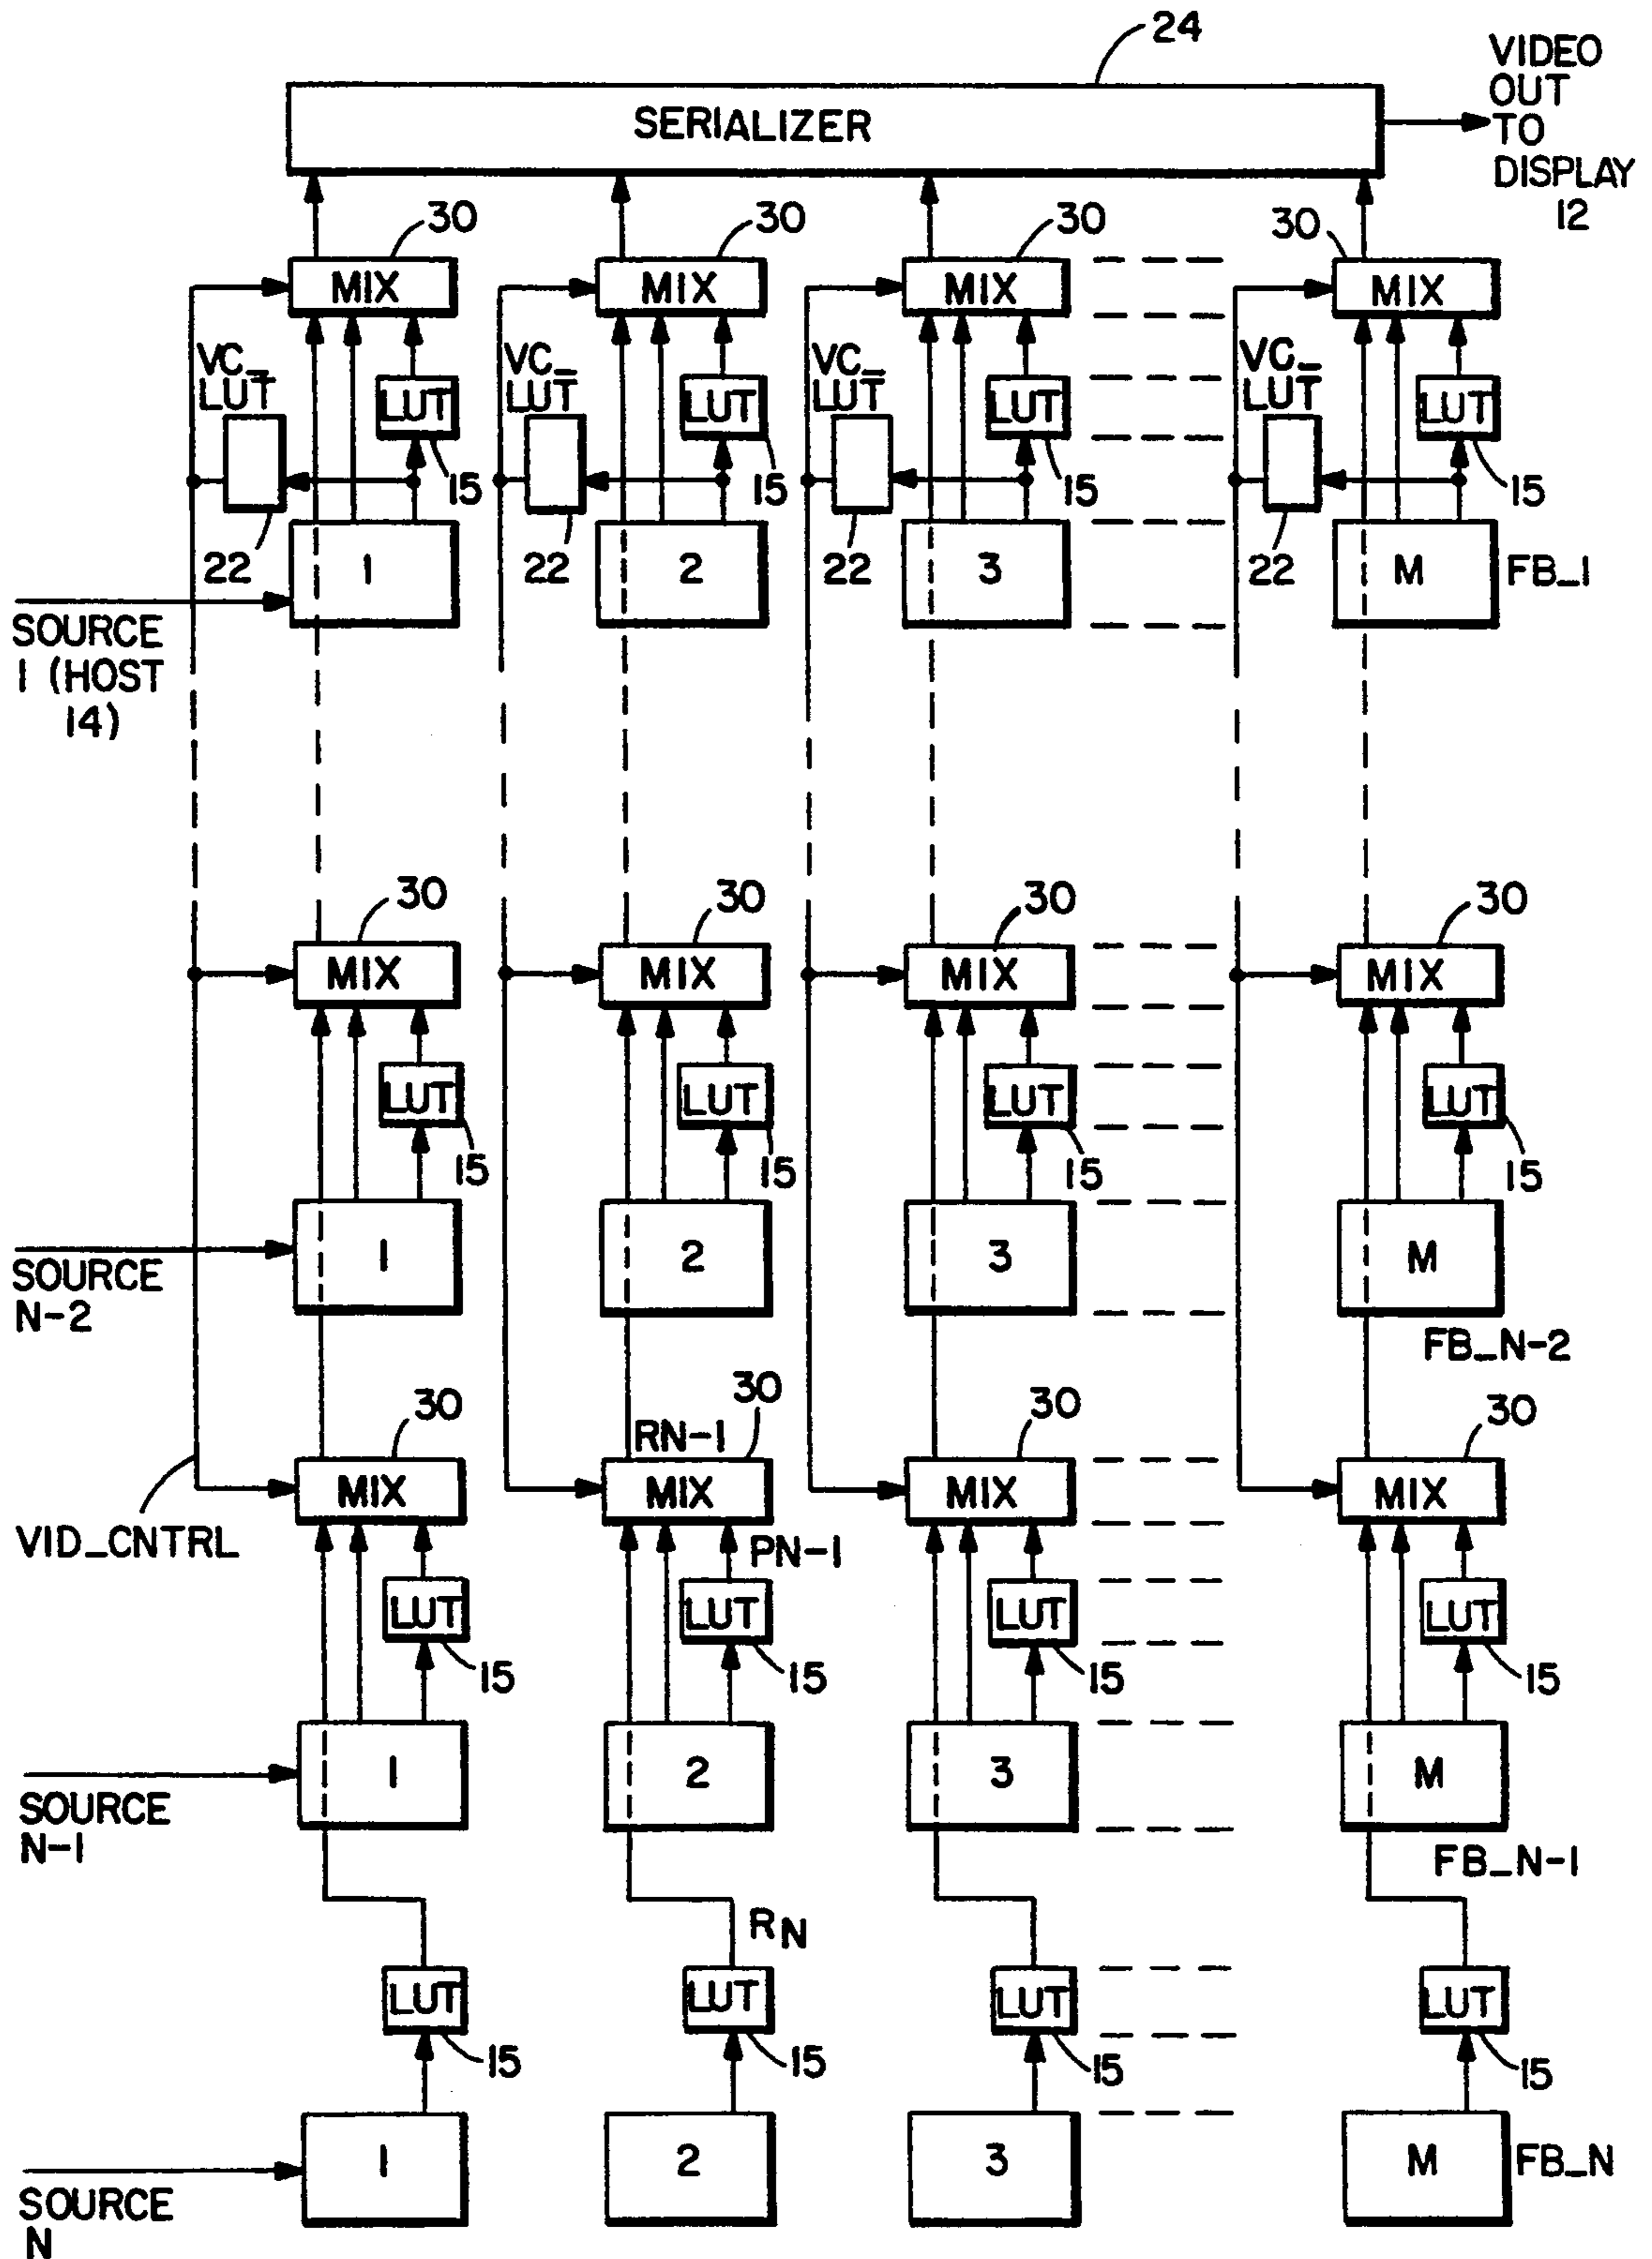 24
VIDEO
OUT
TO
DISPLAY
12
SERIALIZER
30 30 30 30
MIX MIX MIX MIX
VC_
LUT
VC_
LUT
VC_
LUT
VC_
LUT
LUT LUT LUT LUT
15 15 15 15
22 22 22 22
1 2 3 M FB_1
SOURCE
1 (HOST
14)
30 30 30 30
MIX MIX MIX MIX
LUT LUT LUT LUT
15 15 15 15
1 2 3 M
SOURCE
N-2
FB_N-2
30 30 30 30
RN-1
MIX MIX MIX MIX
VID_CNTRL
PN-1
LUT LUT LUT LUT
15 15 15 15
1 2 3 M
SOURCE
N-1
FB_N-1
RN
LUT LUT LUT LUT
15 15 15 15
1 2 3 M FB_N
SOURCE
N